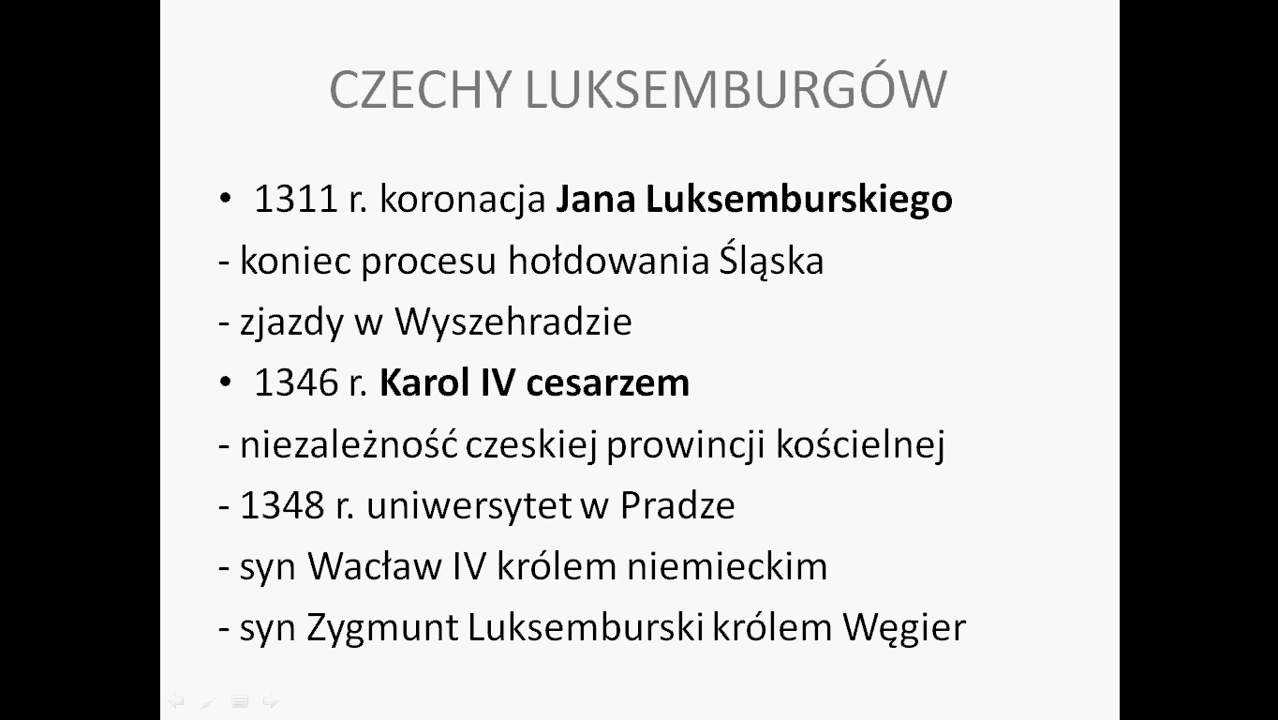 CZECHY LUKSEMBURGÓW
• 1311 r. koronacja Jana Luksemburskiego
- koniec procesu hołdowania Śląska
- zjazdy w Wyszehradzie
• 1346 r. Karol IV cesarzem
- niezależność czeskiej prowincji kościelnej
- 1348 r. uniwersytet w Pradze
- syn Wacław IV królem niemieckim
- syn Zygmunt Luksemburski królem Węgier